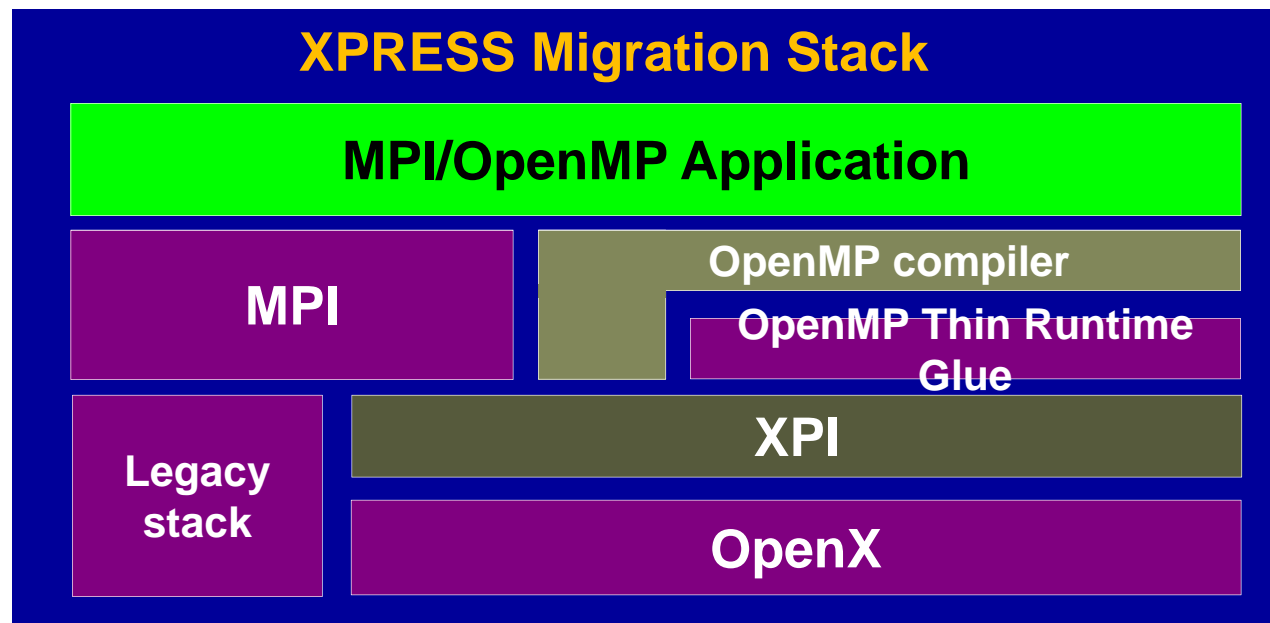 XPRESS Migration Stack
MPI/OpenMP Application
MPI
OpenMP compiler
OpenMP Thin Runtime
Glue
Legacy
stack
XPI
OpenX